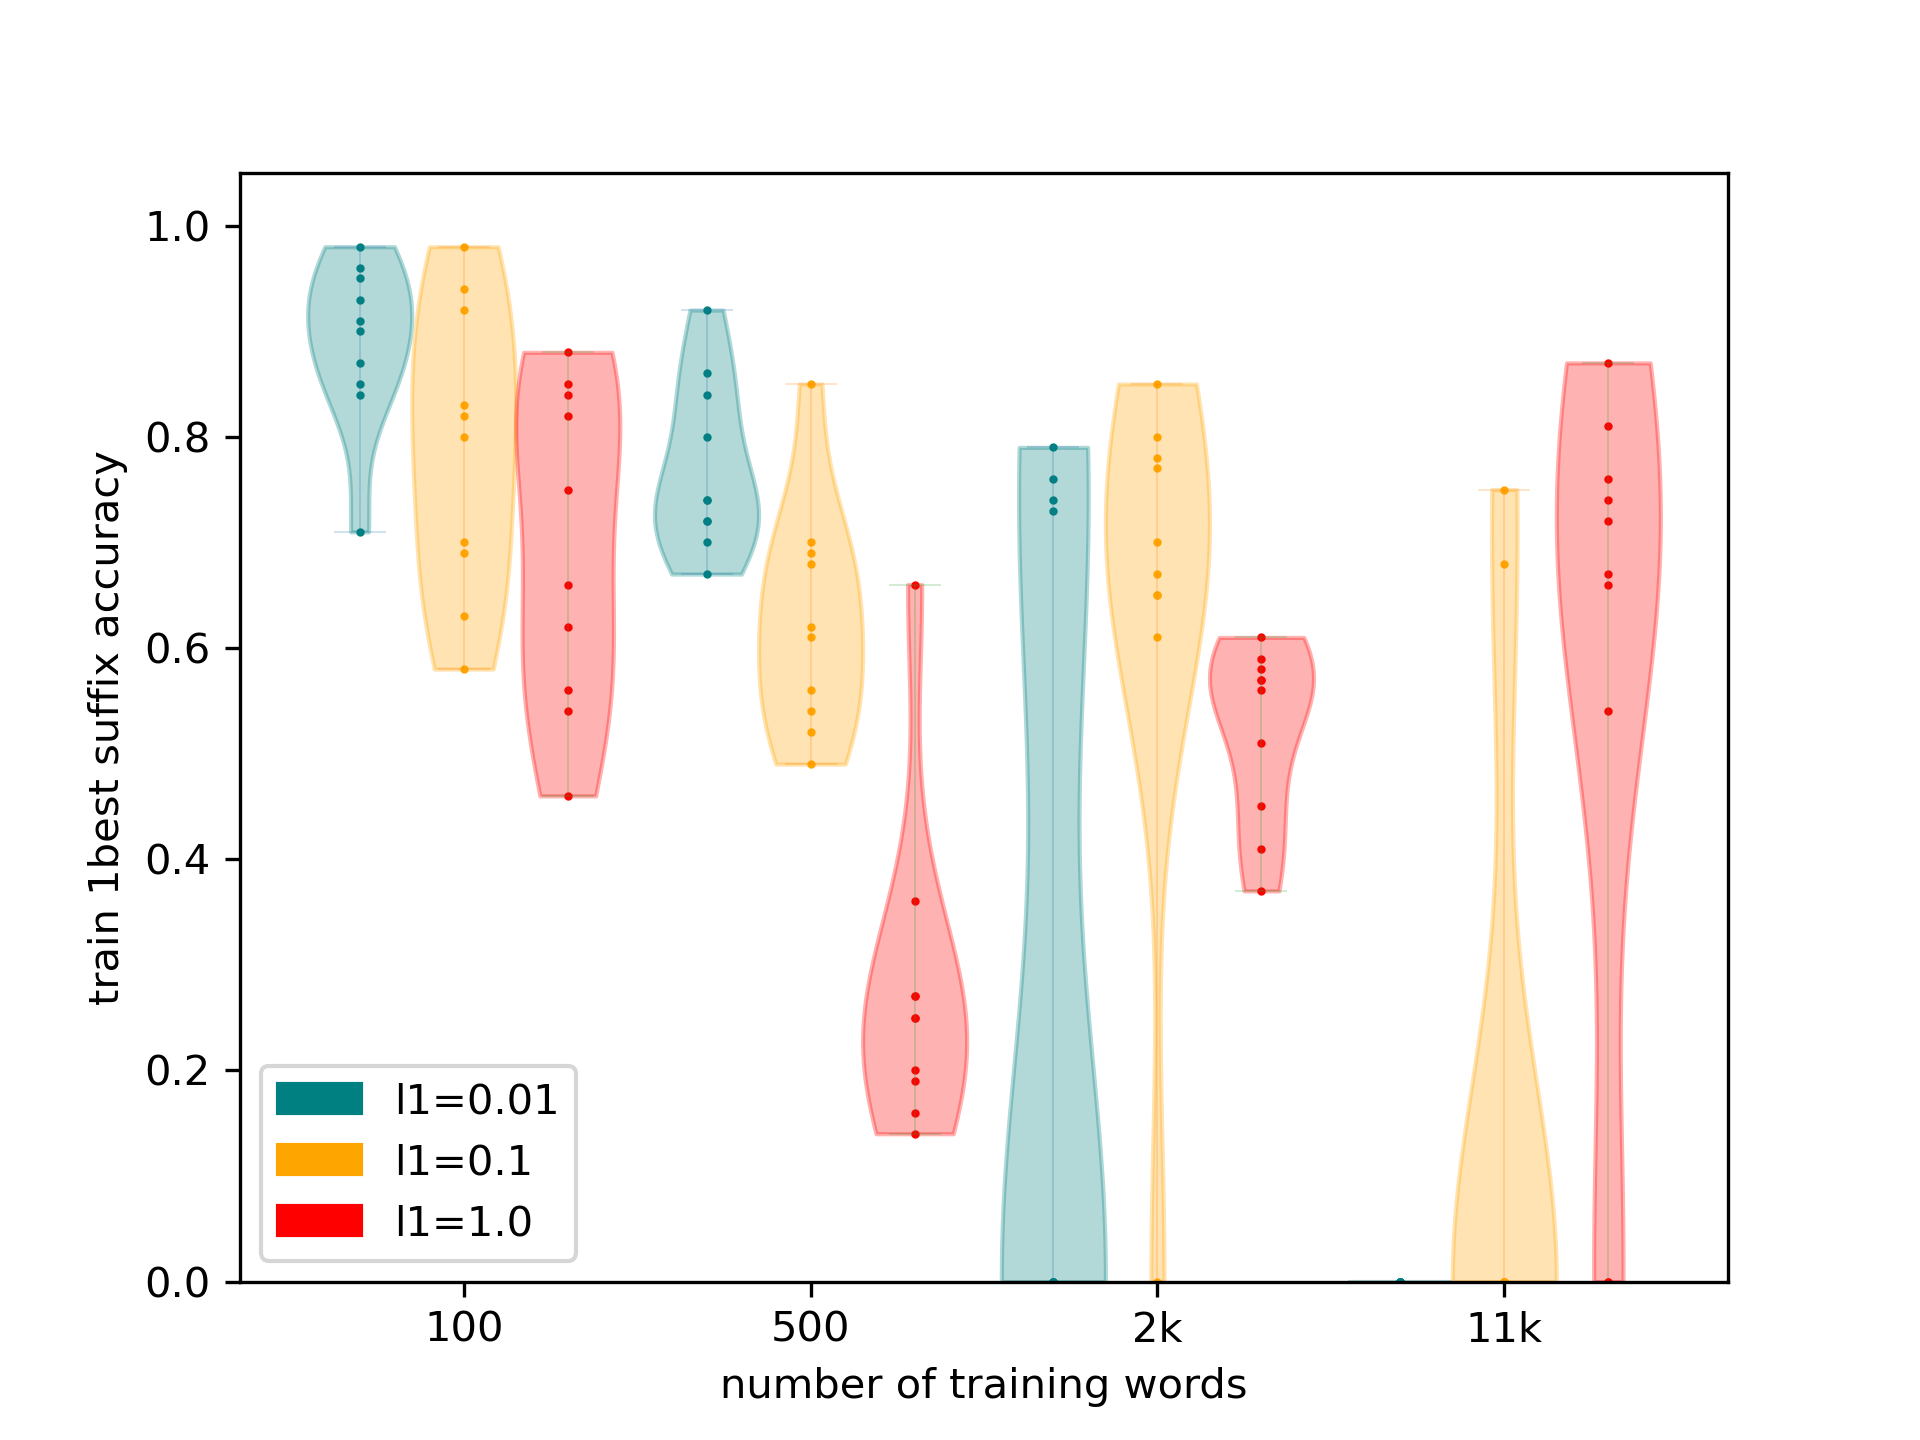 1.0
0.8
0.6
0.4
0.2
0.0
train 1best suffix accuracy
l1=0.01
l1=0.1
l1=1.0
100 500 2k 11k
number of training words